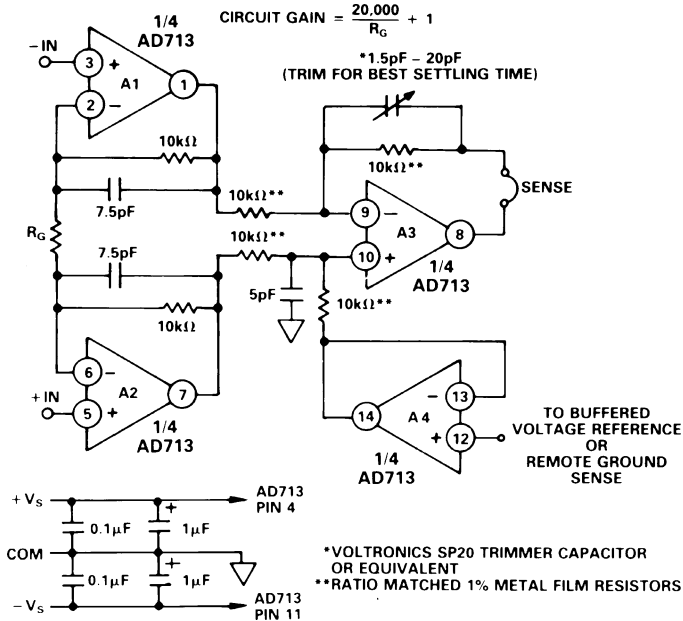 CIRCUIT GAIN = 20,000 / RG + 1
1/4
AD713
−IN
3
+
A1
1
2
−
*1.5pF – 20pF
(TRIM FOR BEST SETTLING TIME)
10kΩ
7.5pF
10kΩ**
10kΩ**
SENSE
RG
9
−
A3
8
10
+
10kΩ**
1/4
AD713
7.5pF
5pF
10kΩ**
10kΩ
6
−
A2
7
+IN
5
+
1/4
AD713
−
13
14
A4
+
12
1/4
AD713
TO BUFFERED
VOLTAGE REFERENCE
OR
REMOTE GROUND
SENSE
+VS
AD713
PIN 4
+
0.1µF
1µF
COM
+
0.1µF
1µF
−VS
AD713
PIN 11
*VOLTRONICS SP20 TRIMMER CAPACITOR
OR EQUIVALENT
**RATIO MATCHED 1% METAL FILM RESISTORS